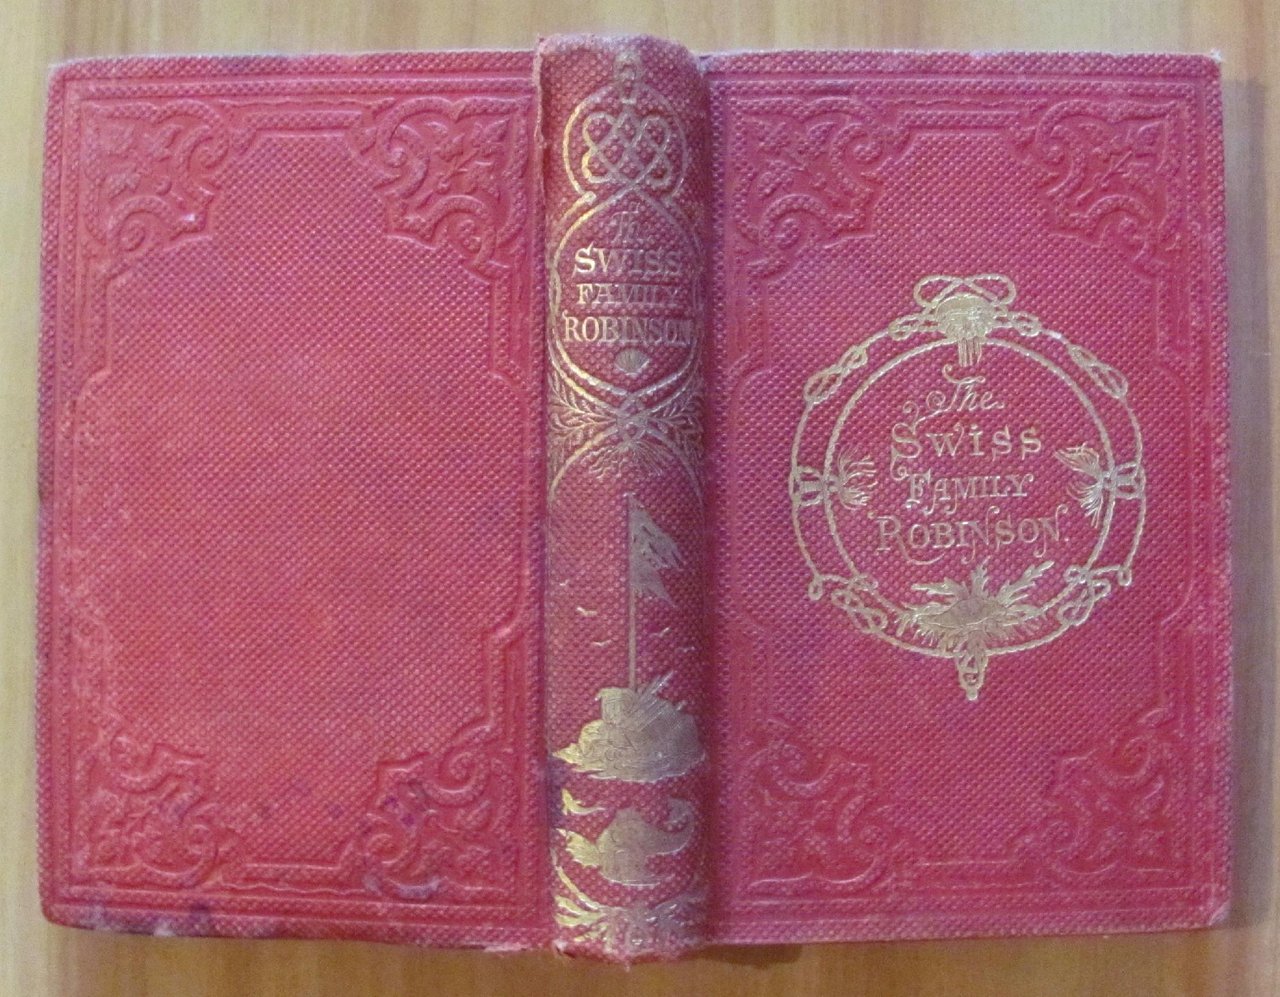 The
SWISS
FAMILY
ROBINSON
The
SWiSS
FAMILY
ROBINSON.